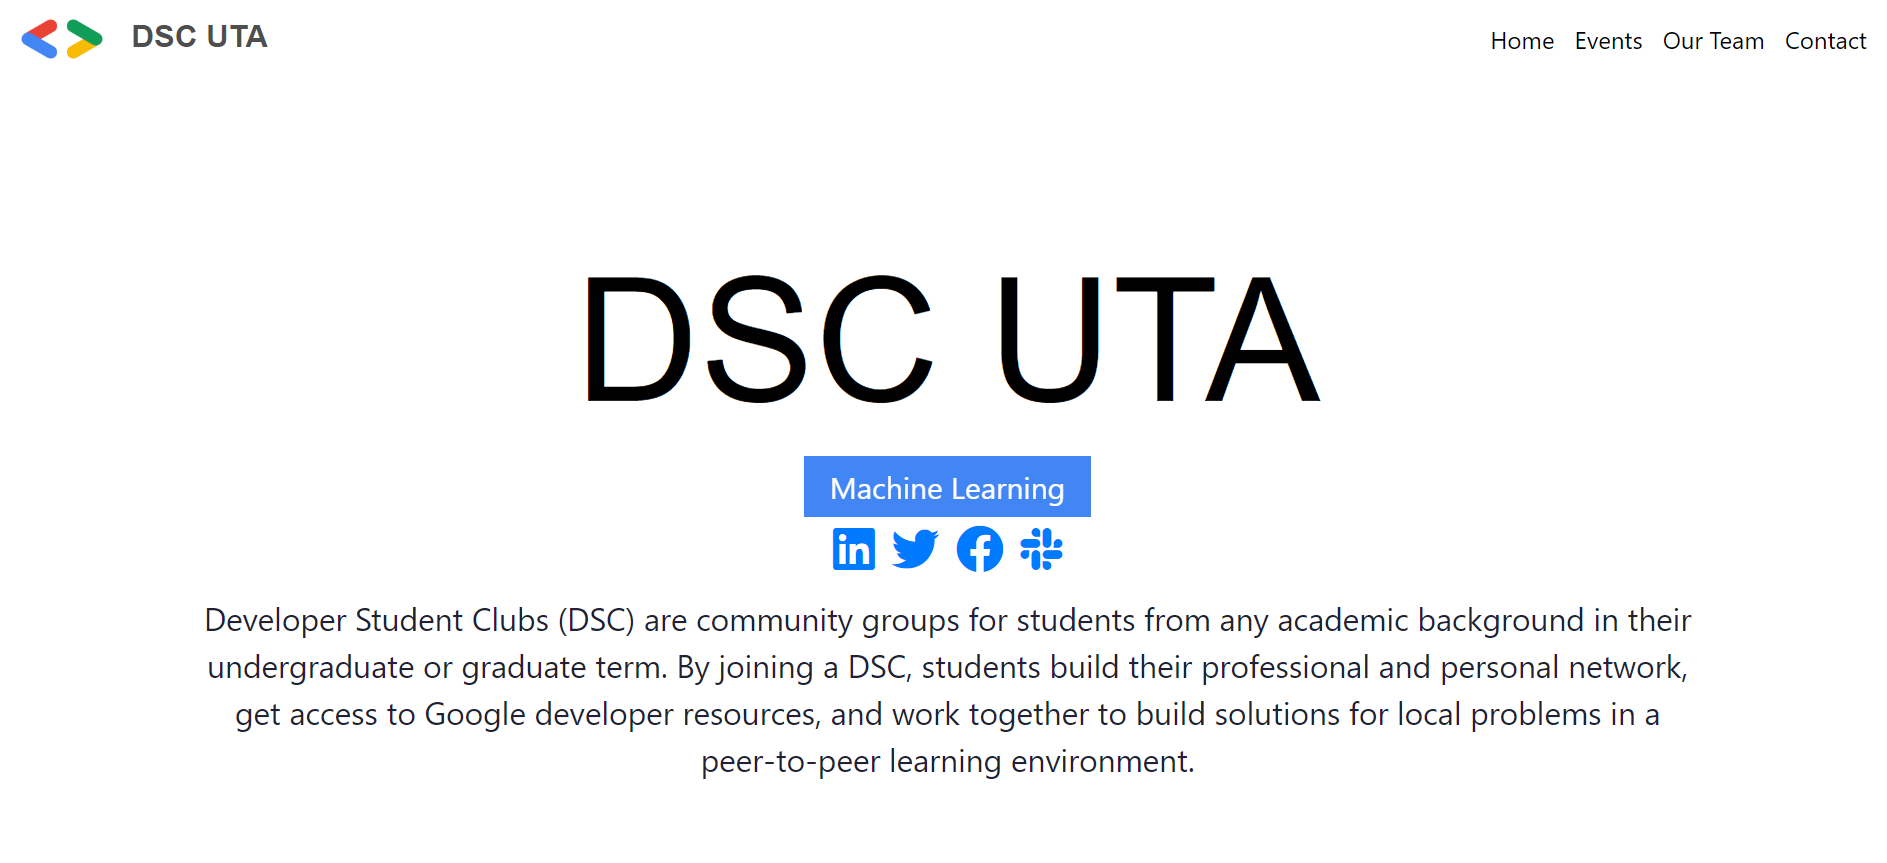 DSC UTA
Home Events Our Team Contact
DSC UTA
Machine Learning
Developer Student Clubs (DSC) are community groups for students from any academic background in their
undergraduate or graduate term. By joining a DSC, students build their professional and personal network,
get access to Google developer resources, and work together to build solutions for local problems in a
peer-to-peer learning environment.